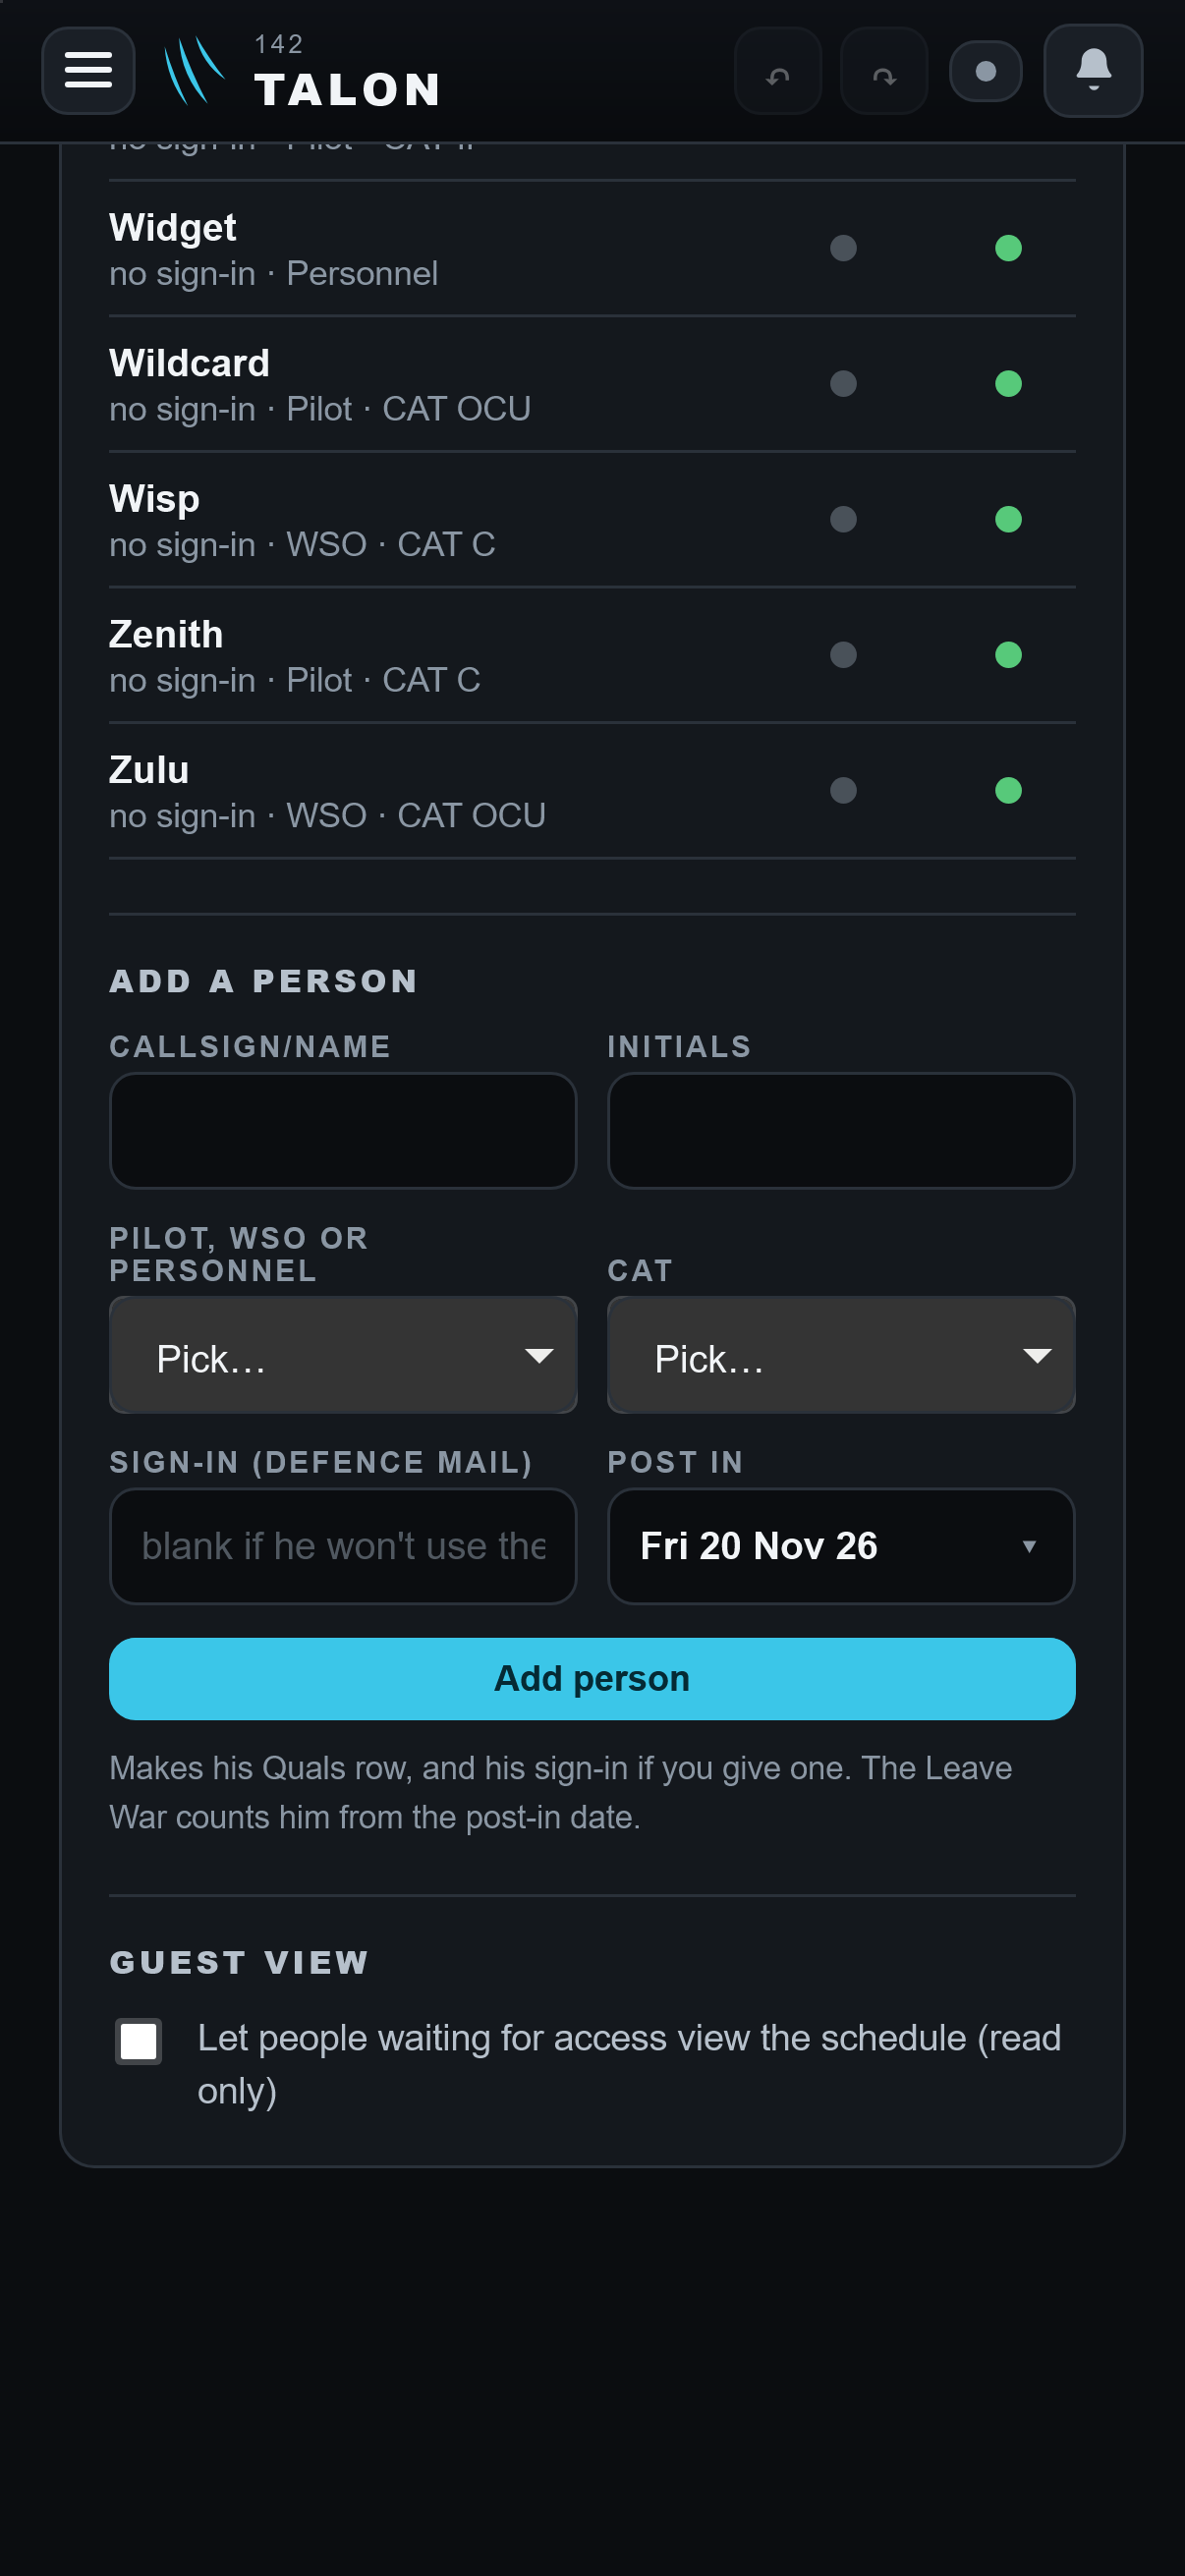 142
TALON
Widget
no sign-in · Personnel
Wildcard
no sign-in · Pilot · CAT OCU
Wisp
no sign-in · WSO · CAT C
Zenith
no sign-in · Pilot · CAT C
Zulu
no sign-in · WSO · CAT OCU
ADD A PERSON
CALLSIGN/NAME
INITIALS
PILOT, WSO OR
PERSONNEL
CAT
Pick…
Pick…
SIGN-IN (DEFENCE MAIL)
POST IN
blank if he won't use the
Fri 20 Nov 26
Add person
Makes his Quals row, and his sign-in if you give one. The Leave
War counts him from the post-in date.
GUEST VIEW
Let people waiting for access view the schedule (read
only)